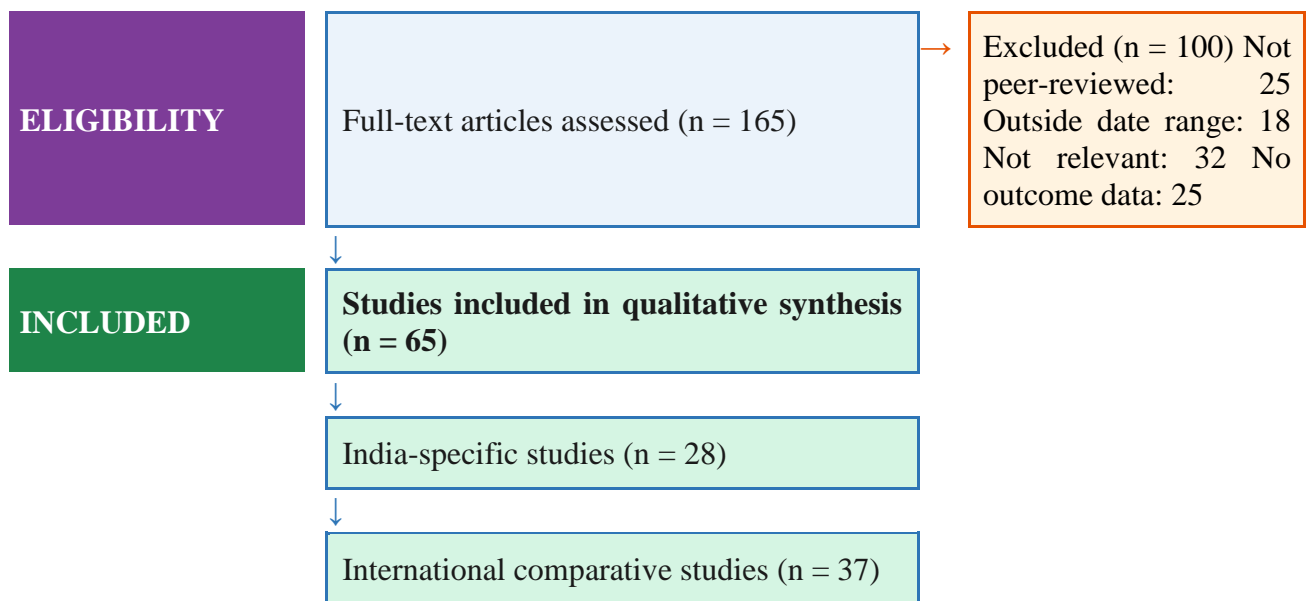 ELIGIBILITY
Full-text articles assessed (n = 165)
→
Excluded (n = 100) Not
peer-reviewed: 25
Outside date range: 18
Not relevant: 32 No
outcome data: 25
↓
INCLUDED
Studies included in qualitative synthesis
(n = 65)
↓
India-specific studies (n = 28)
↓
International comparative studies (n = 37)